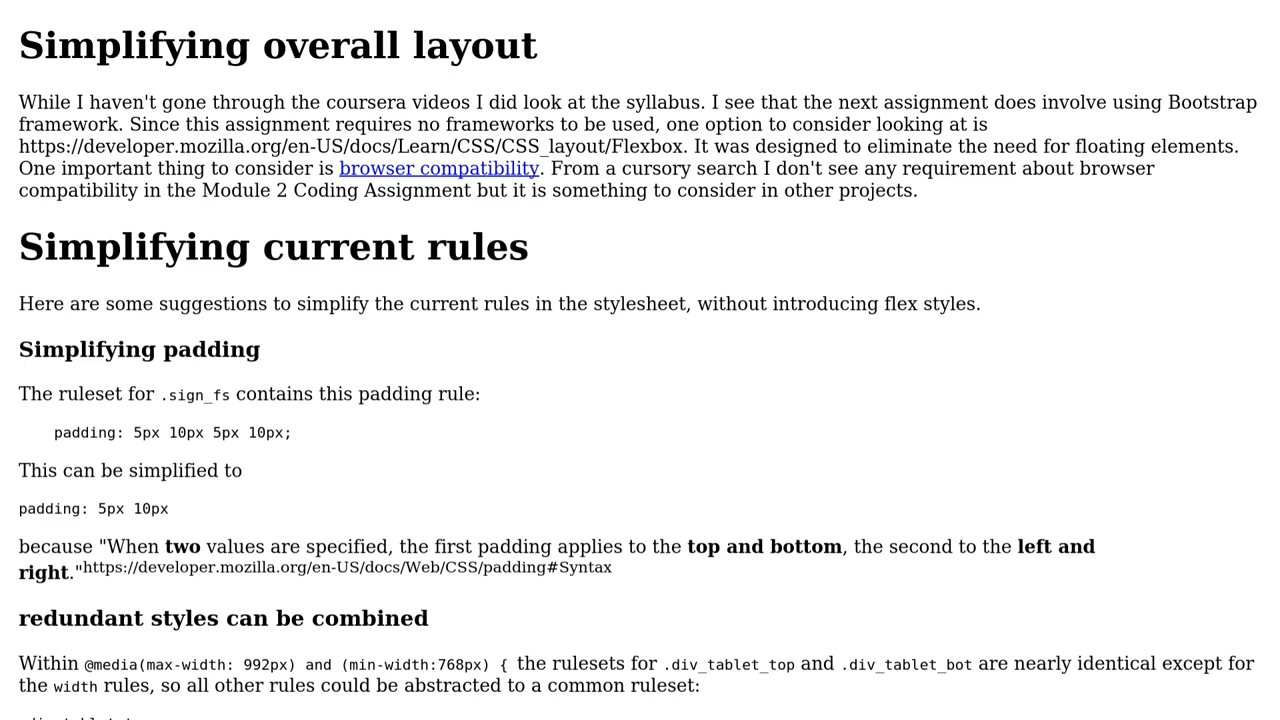 Simplifying overall layout
While I haven't gone through the coursera videos I did look at the syllabus. I see that the next assignment does involve using Bootstrap
framework. Since this assignment requires no frameworks to be used, one option to consider looking at is
https://developer.mozilla.org/en-US/docs/Learn/CSS/CSS_layout/Flexbox. It was designed to eliminate the need for floating elements.
One important thing to consider is browser compatibility. From a cursory search I don't see any requirement about browser
compatibility in the Module 2 Coding Assignment but it is something to consider in other projects.
Simplifying current rules
Here are some suggestions to simplify the current rules in the stylesheet, without introducing flex styles.
Simplifying padding
The ruleset for .sign_fs contains this padding rule:
padding: 5px 10px 5px 10px;
This can be simplified to
padding: 5px 10px
because "When two values are specified, the first padding applies to the top and bottom, the second to the left and
right."https://developer.mozilla.org/en-US/docs/Web/CSS/padding#Syntax
redundant styles can be combined
Within @media(max-width: 992px) and (min-width:768px) { the rulesets for .div_tablet_top and .div_tablet_bot are nearly identical except for
the width rules, so all other rules could be abstracted to a common ruleset: